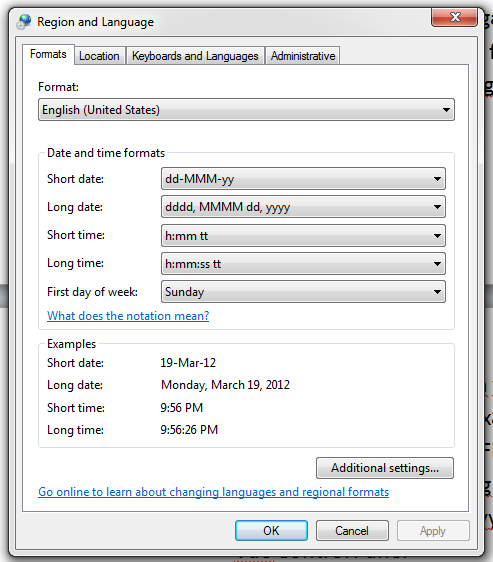 Region and Language
Formats Location Keyboards and Languages Administrative
Format:
English (United States)
Date and time formats
Short date: dd-MMM-yy
Long date: dddd, MMMM dd, yyyy
Short time: h:mm tt
Long time: h:mm:ss tt
First day of week: Sunday
What does the notation mean?
Examples
Short date: 19-Mar-12
Long date: Monday, March 19, 2012
Short time: 9:56 PM
Long time: 9:56:26 PM
Additional settings...
Go online to learn about changing languages and regional formats
OK Cancel Apply